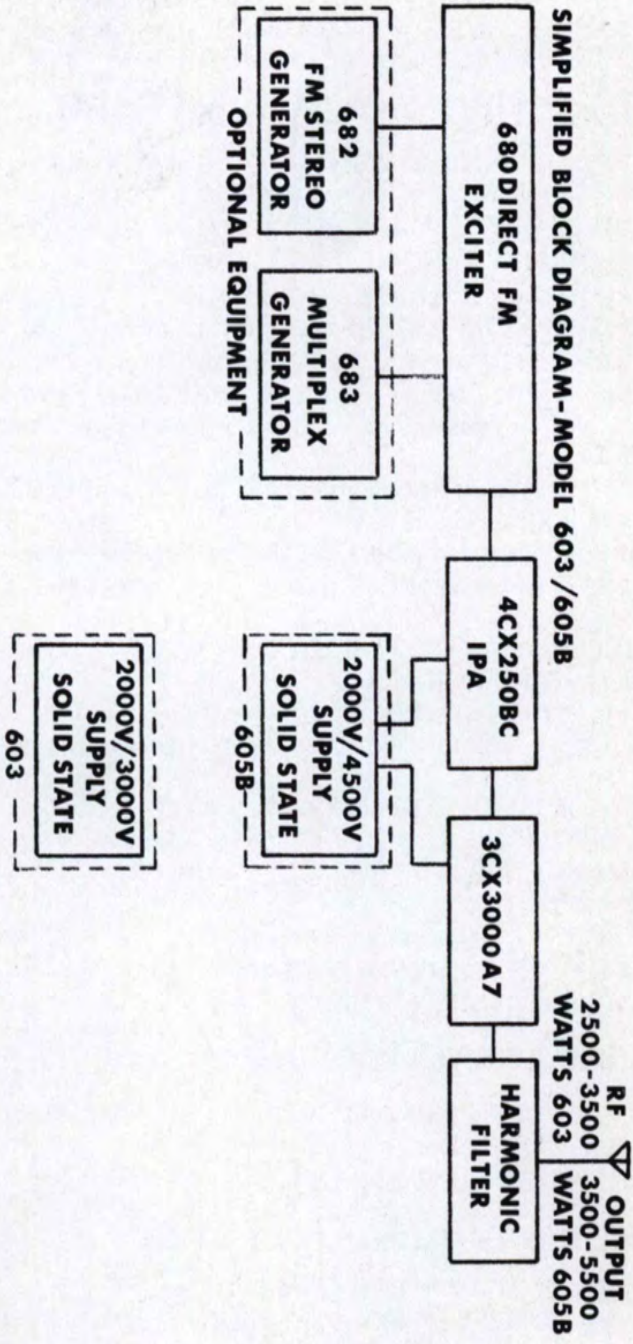 SIMPLIFIED BLOCK DIAGRAM-MODEL 603/605B
RF OUTPUT
2500-3500 3500-5500
WATTS 603 WATTS 605B
680 DIRECT FM
EXCITER
4CX250BC
IPA
3CX3000A7
HARMONIC
FILTER
682
FM STEREO
GENERATOR
683
MULTIPLEX
GENERATOR
OPTIONAL EQUIPMENT
2000V/4500V
SUPPLY
SOLID STATE
605B
2000V/3000V
SUPPLY
SOLID STATE
603